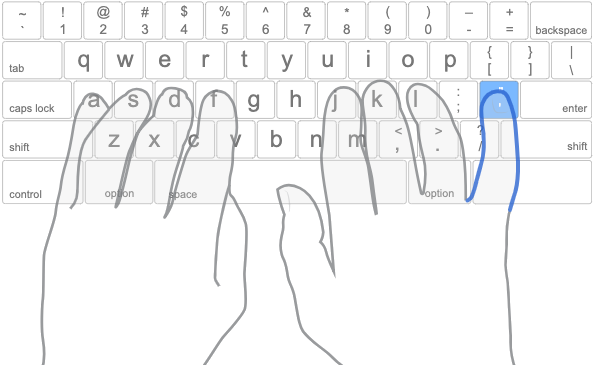 ~ ! @ # $ % ^ & * ( ) – +
` 1 2 3 4 5 6 7 8 9 0 - = backspace
tab q w e r t y u i o p { [ } ] | \
caps lock a s d f g h j k l : ; " ' enter
shift z x c v b n m < , > . ? / shift
control option space option